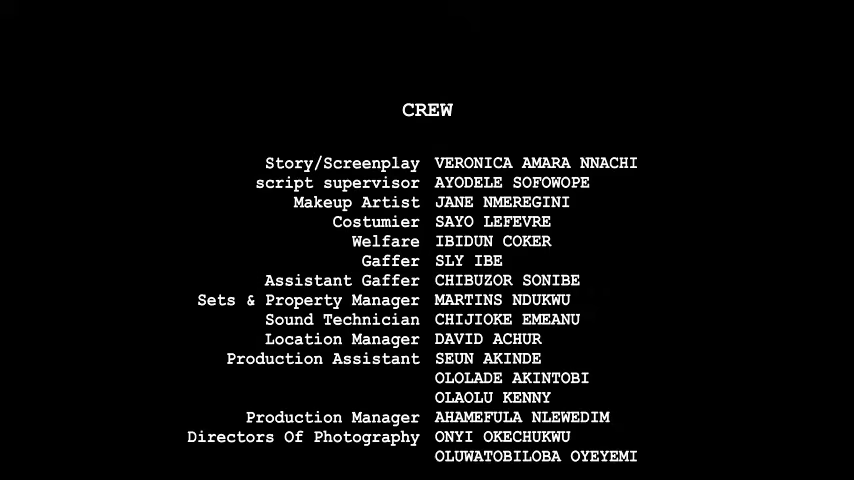 CREW
Story/Screenplay VERONICA AMARA NNACHI
script supervisor AYODELE SOFOWOPE
Makeup Artist JANE NMEREGINI
Costumier SAYO LEFEVRE
Welfare IBIDUN COKER
Gaffer SLY IBE
Assistant Gaffer CHIBUZOR SONIBE
Sets & Property Manager MARTINS NDUKWU
Sound Technician CHIJIOKE EMEANU
Location Manager DAVID ACHUR
Production Assistant SEUN AKINDE
OLOLADE AKINTOBI
OLAOLU KENNY
Production Manager AHAMEFULA NLEWEDIM
Directors Of Photography ONYI OKECHUKWU
OLUWATOBILOBA OYEYEMI